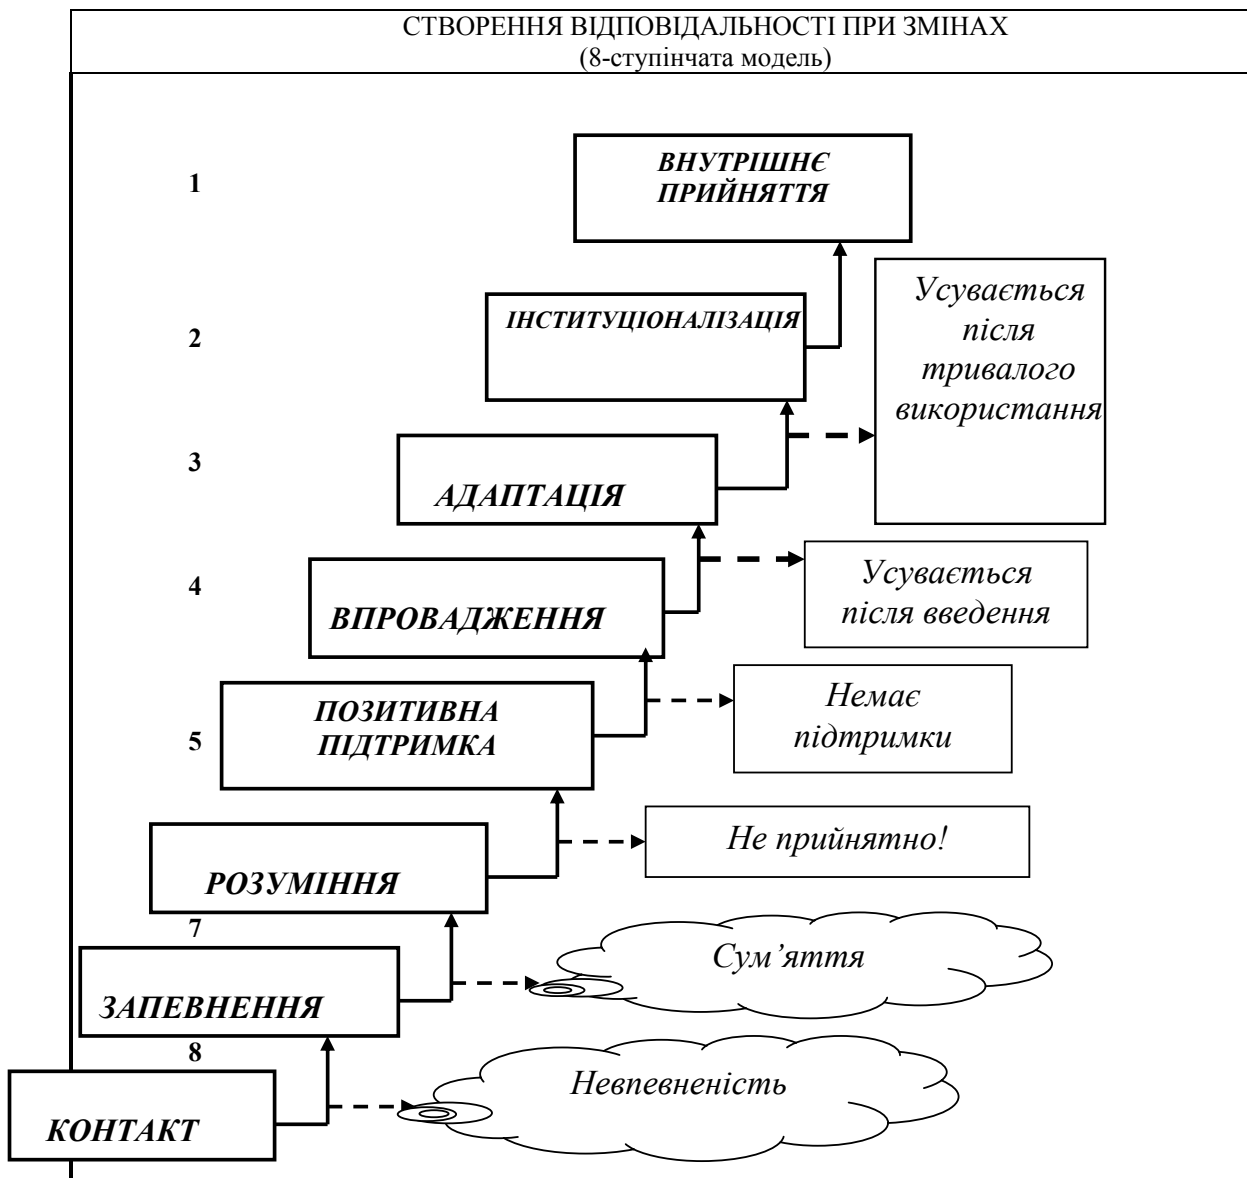 СТВОРЕННЯ ВІДПОВІДАЛЬНОСТІ ПРИ ЗМІНАХ
(8-ступінчата модель)
1
ВНУТРІШНЄ
ПРИЙНЯТТЯ
2
ІНСТИТУЦІОНАЛІЗАЦІЯ
Усувається
після
тривалого
використання
3
АДАПТАЦІЯ
4
ВПРОВАДЖЕННЯ
Усувається
після введення
5
ПОЗИТИВНА
ПІДТРИМКА
Немає
підтримки
РОЗУМІННЯ
Не прийнятно!
7
ЗАПЕВНЕННЯ
Сум’яття
8
КОНТАКТ
Невпевненість